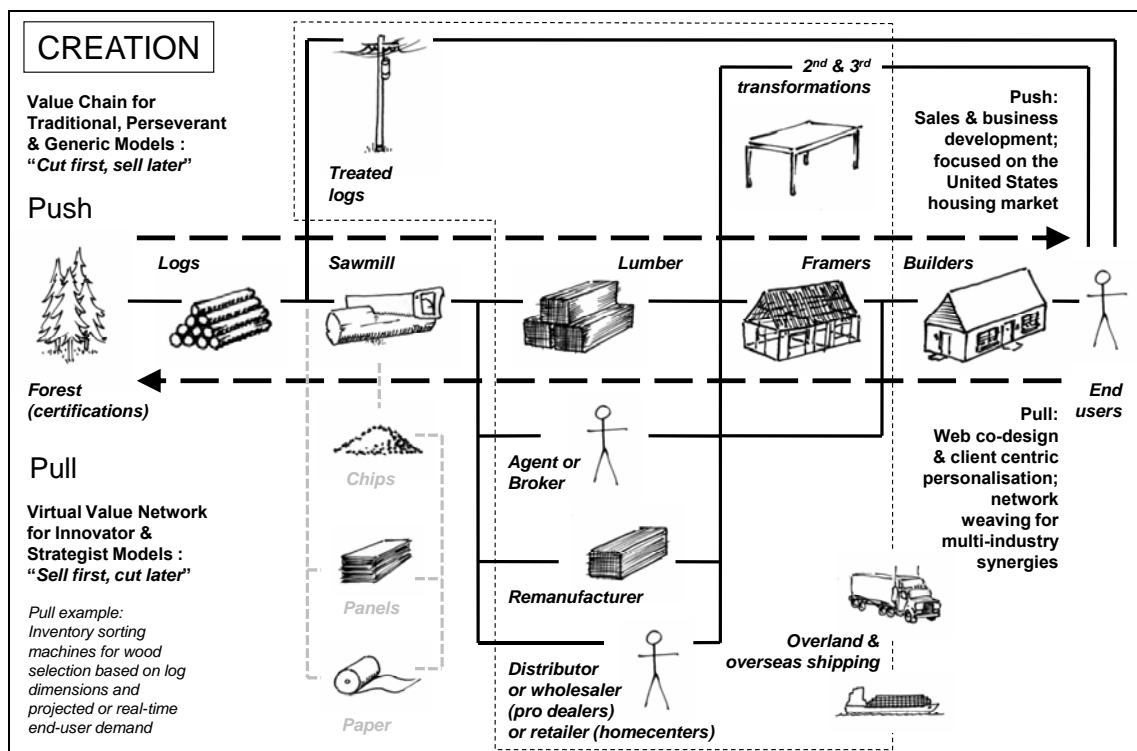 CREATION
Value Chain for
Traditional, Perseverant
& Generic Models :
“Cut first, sell later”
Push
Treated
logs
2nd & 3rd
transformations
Push:
Sales & business
development;
focused on the
United States
housing market
Logs
Sawmill
Lumber
Framers
Builders
Forest
(certifications)
End
users
Pull
Virtual Value Network
for Innovator &
Strategist Models :
“Sell first, cut later”
Pull example:
Inventory sorting
machines for wood
selection based on log
dimensions and
projected or real-time
end-user demand
Chips
Panels
Paper
Agent or
Broker
Remanufacturer
Distributor
or wholesaler
(pro dealers)
or retailer (homecenters)
Pull:
Web co-design
& client centric
personalisation;
network
weaving for
multi-industry
synergies
Overland &
overseas shipping